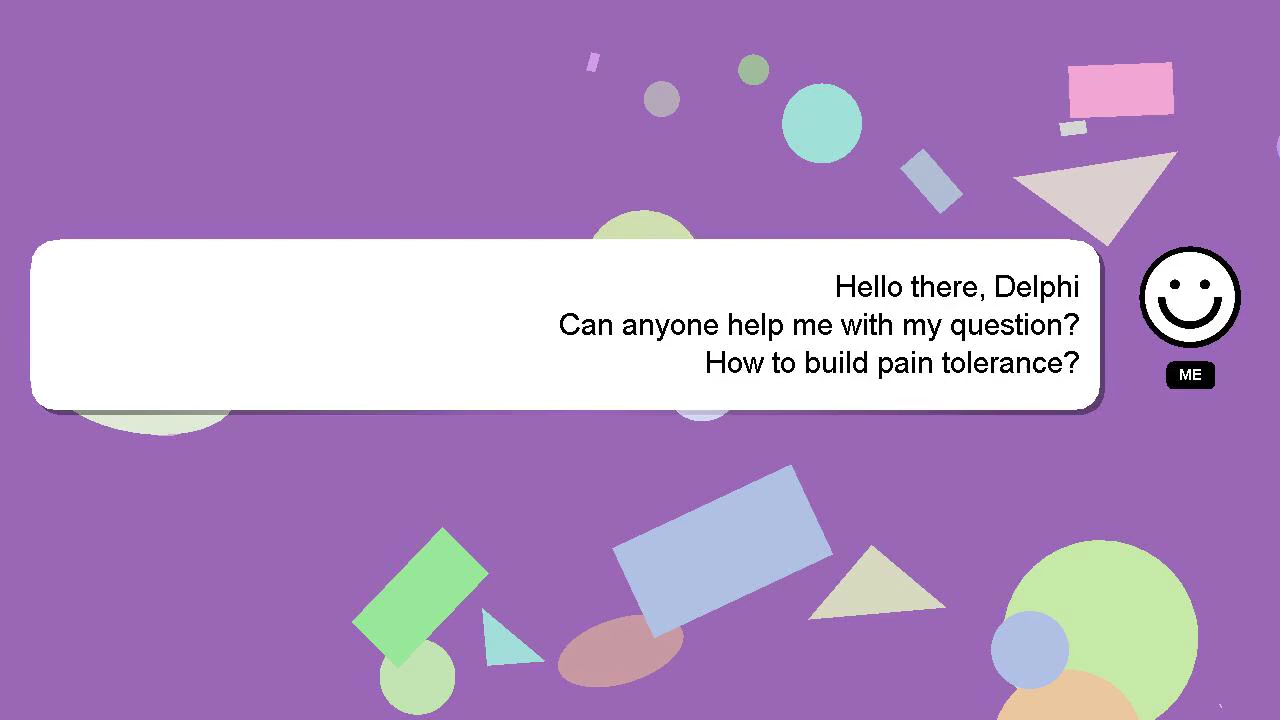 Hello there, Delphi
Can anyone help me with my question?
How to build pain tolerance?
ME